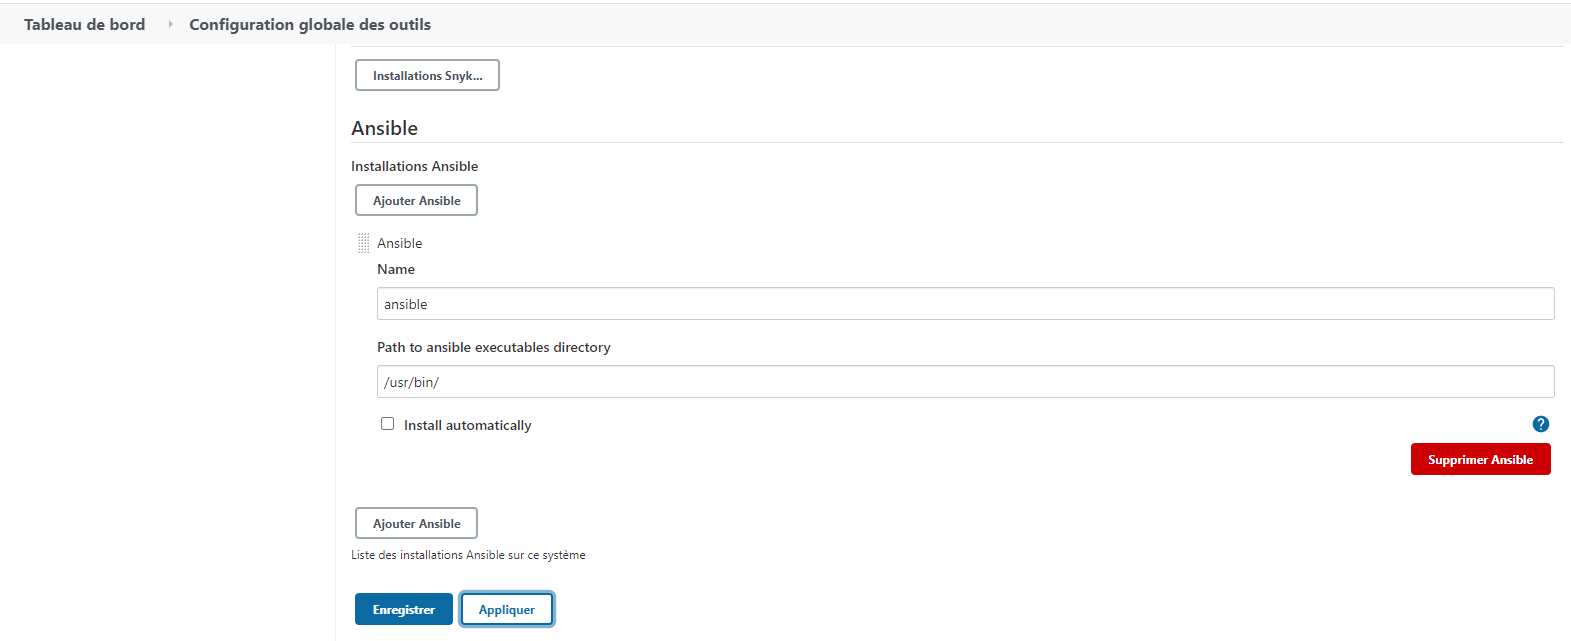 Tableau de bord
Configuration globale des outils
Installations Snyk...
Ansible
Installations Ansible
Ajouter Ansible
Ansible
Name
ansible
Path to ansible executables directory
/usr/bin/
Install automatically
?
Supprimer Ansible
Ajouter Ansible
Liste des installations Ansible sur ce système
Enregistrer
Appliquer